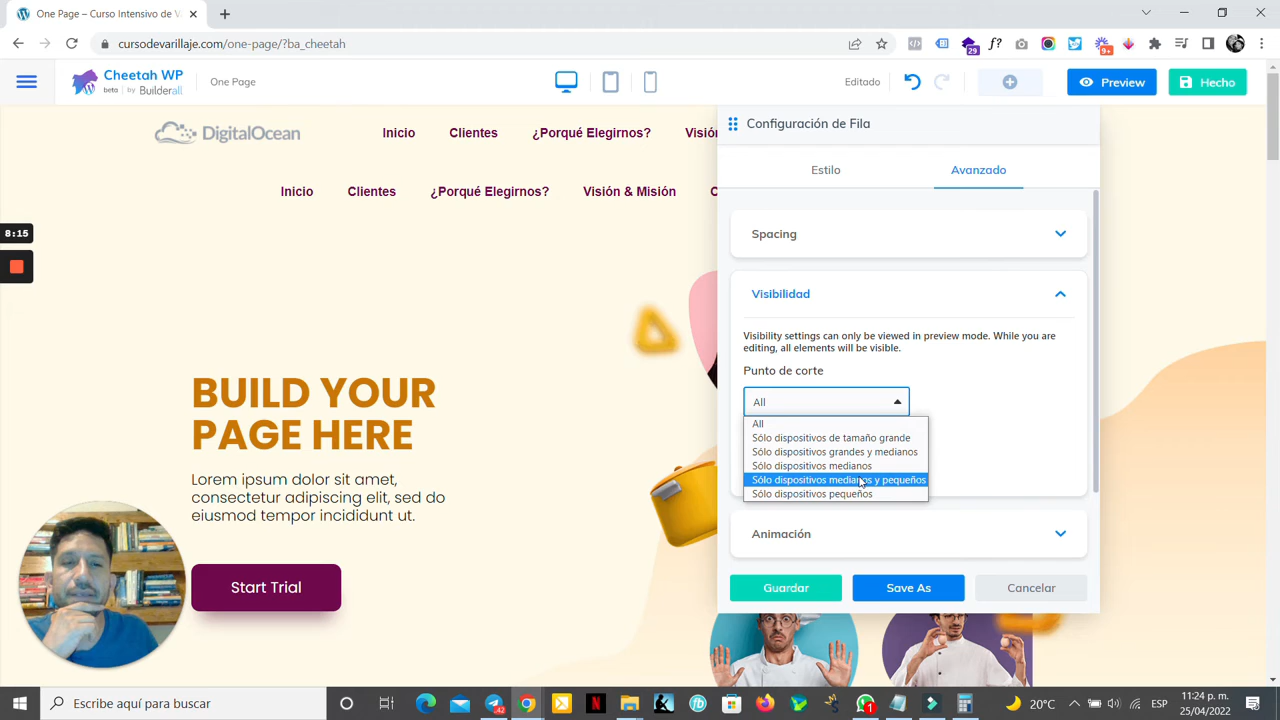 One Page – Curso Intensivo de V
cursodevarillaje.com/one-page/?ba_cheetah
29
9+
Cheetah WP
beta | by Builderall
One Page
Editado
Preview
Hecho
DigitalOcean
Inicio Clientes ¿Porqué Elegirnos? Visión
Inicio Clientes ¿Porqué Elegirnos? Visión & Misión C
8:15
Configuración de Fila
Estilo Avanzado
Spacing
Visibilidad
Visibility settings can only be viewed in preview mode. While you are
editing, all elements will be visible.
Punto de corte
All
All
Sólo dispositivos de tamaño grande
Sólo dispositivos grandes y medianos
Sólo dispositivos medianos
Sólo dispositivos medianos y pequeños
Sólo dispositivos pequeños
Animación
Guardar Save As Cancelar
BUILD YOUR
PAGE HERE
Lorem ipsum dolor sit amet,
consectetur adipiscing elit, sed do
eiusmod tempor incididunt ut.
Start Trial
Escribe aquí para buscar
42
1
20°C
ESP
11:24 p. m.
25/04/2022